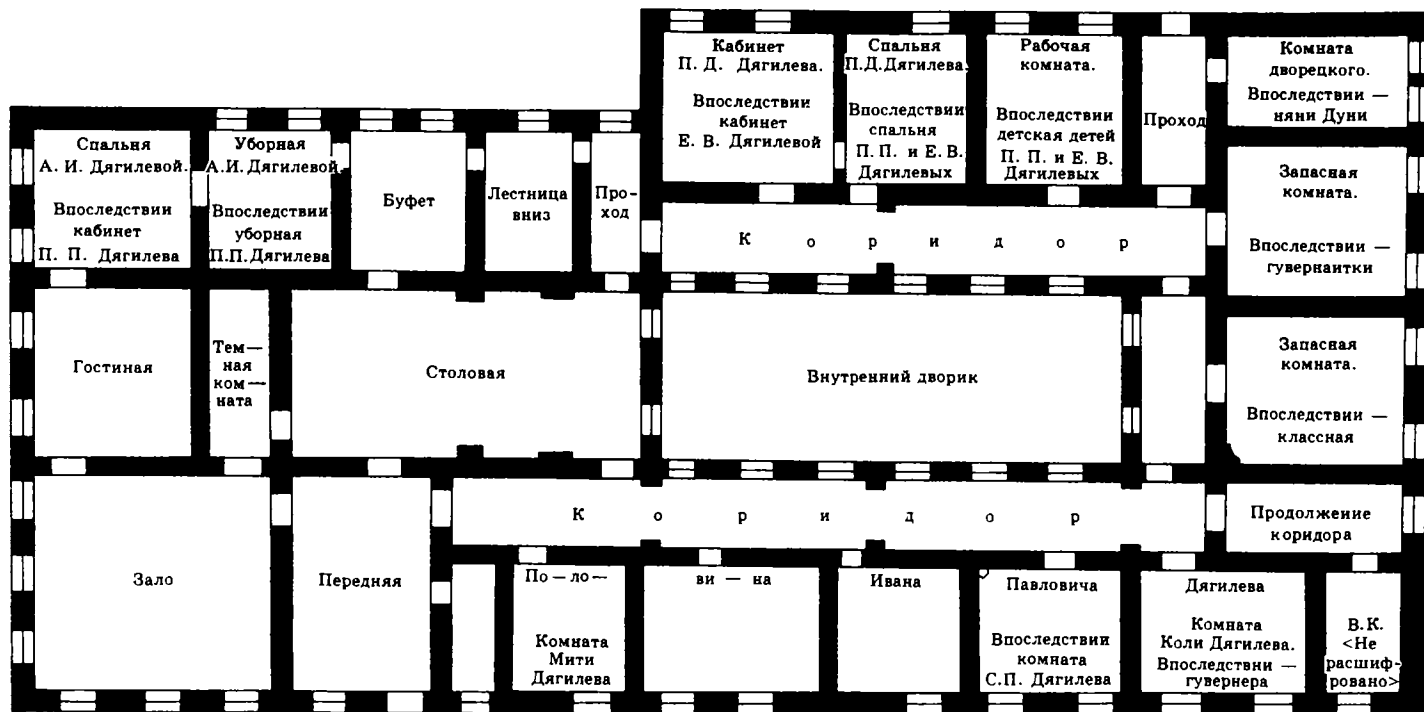 Кабинет
П. Д. Дягилева.
Впоследствии
кабинет
Е. В. Дягилевой
Спальня
П.Д.Дягилева.
Впоследствии
спальня
П. П. и Е. В.
Дягилевых
Рабочая
комната.
Впоследствии
детская детей
П. П. и Е. В.
Дягилевых
Проход
Комната
дворецкого.
Впоследствии —
няни Дуни
Спальня
А. И. Дягилевой.
Впоследствии
кабинет
П. П. Дягилева
Уборная
А.И. Дягилевой.
Впоследствии
уборная
П.П.Дягилева
Буфет
Лестница
вниз
Про-
ход
Коридор
Запасная
комната.
Впоследствии —
гувернаитки
Гостиная
Тем—
ная
ком—
ната
Столовая
Внутренний дворик
Запасная
комната.
Впоследствии —
классная
Зало
Передняя
Коридор
Продолжение
коридора
По—ло—
Комната
Мити
Дягилева
ви — на
Ивана
Павловича
Впоследствии
комната
С.П. Дягилева
Дягилева
Комната
Коли Дягилева.
Впоследствни —
гувернера
В.К.
<Не
расшиф-
ровано>